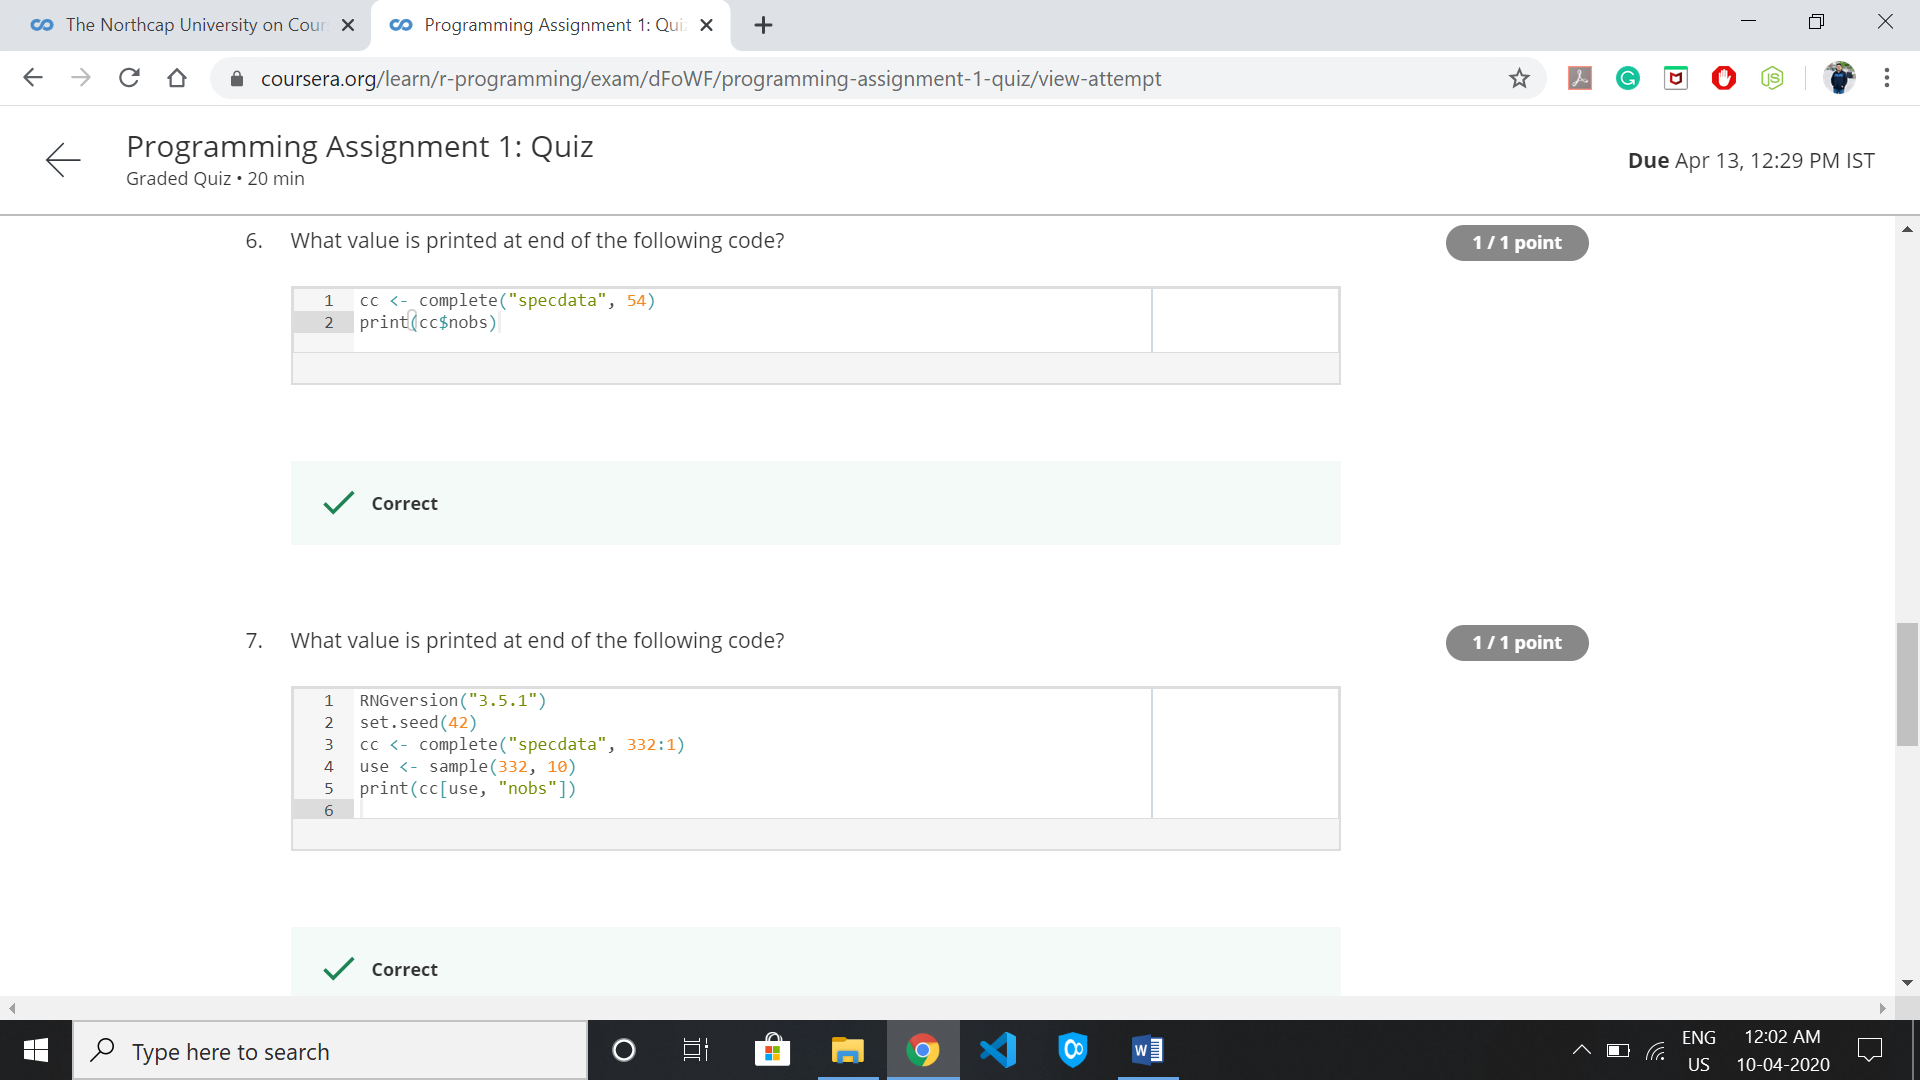 The Northcap University on Cour
Programming Assignment 1: Qui
coursera.org/learn/r-programming/exam/dFoWF/programming-assignment-1-quiz/view-attempt
Programming Assignment 1: Quiz
Graded Quiz • 20 min
Due Apr 13, 12:29 PM IST
6. What value is printed at end of the following code?
1 / 1 point
1 cc <- complete("specdata", 54)
2 print(cc$nobs)
Correct
7. What value is printed at end of the following code?
1 / 1 point
1 RNGversion("3.5.1")
2 set.seed(42)
3 cc <- complete("specdata", 332:1)
4 use <- sample(332, 10)
5 print(cc[use, "nobs"])
6
Correct
Type here to search
ENG
US
12:02 AM
10-04-2020